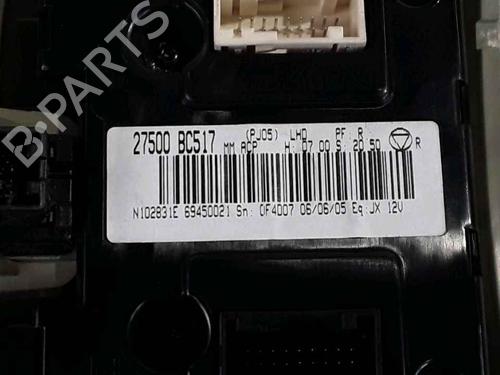 27500 BC517 (PJ05) LHD PF R
MM ACP H: 07 00 S: 20 50 R
N102831E 69450021 Sn: 0F4D07 06/06/05 Eq:JX 12V
B-PARTS